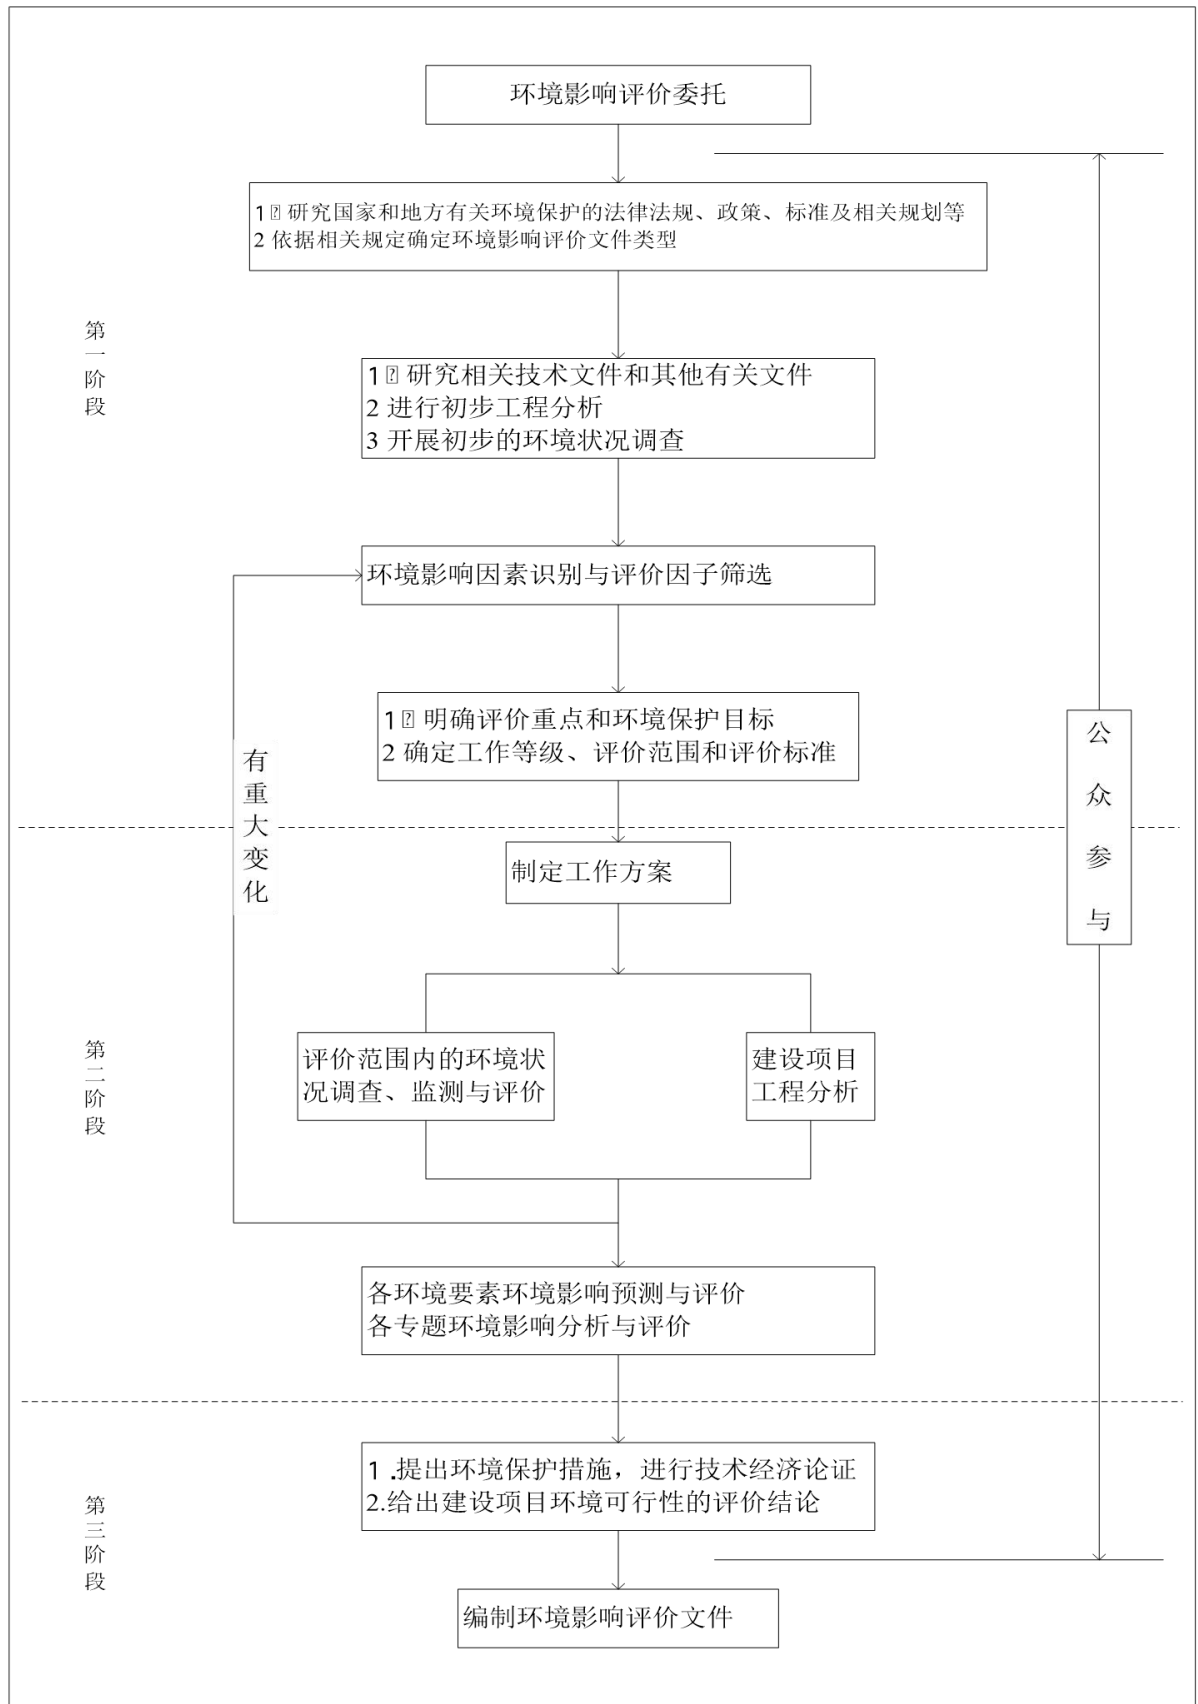 环境影响评价委托
1 研究国家和地方有关环境保护的法律法规、政策、标准及相关规划等
2 依据相关规定确定环境影响评价文件类型
第一阶段
1 研究相关技术文件和其他有关文件
2 进行初步工程分析
3 开展初步的环境状况调查
环境影响因素识别与评价因子筛选
1 明确评价重点和环境保护目标
2 确定工作等级、评价范围和评价标准
有重大变化
公众参与
制定工作方案
评价范围内的环境状
况调查、监测与评价
建设项目
工程分析
第二阶段
各环境要素环境影响预测与评价
各专题环境影响分析与评价
1 .提出环境保护措施，进行技术经济论证
2.给出建设项目环境可行性的评价结论
第三阶段
编制环境影响评价文件